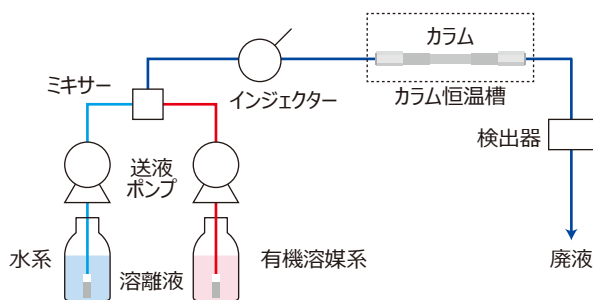 カラム
ミキサー
インジェクター
カラム恒温槽
検出器
送液
ポンプ
水系
溶離液
有機溶媒系
廃液